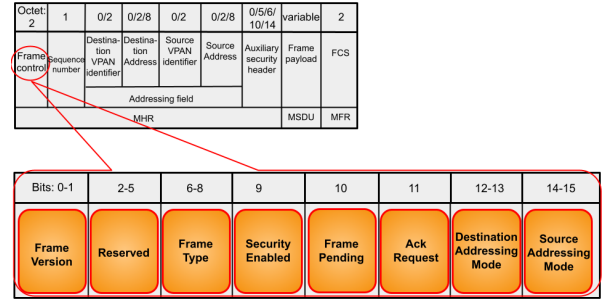 Octet: 2 1 0/2 0/2/8 0/2 0/2/8 0/5/6/10/14 variable 2
Frame control Sequence number Destina-tion VPAN identifier Destina-tion Address Source VPAN identifier Source Address Auxiliary security header Frame payload FCS
Addressing field
MHR MSDU MFR
Bits: 0-1 2-5 6-8 9 10 11 12-13 14-15
Frame Version Reserved Frame Type Security Enabled Frame Pending Ack Request Destination Addressing Mode Source Addressing Mode